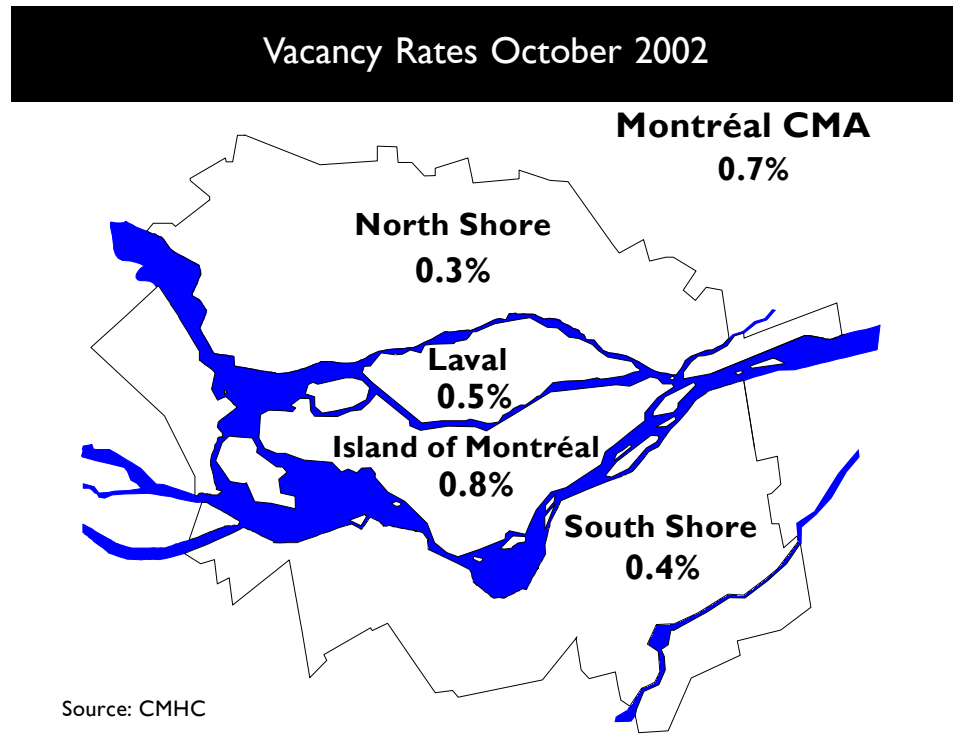 Vacancy Rates October 2002
Montréal CMA
0.7%
North Shore
0.3%
Laval
0.5%
Island of Montréal
0.8%
South Shore
0.4%
Source: CMHC